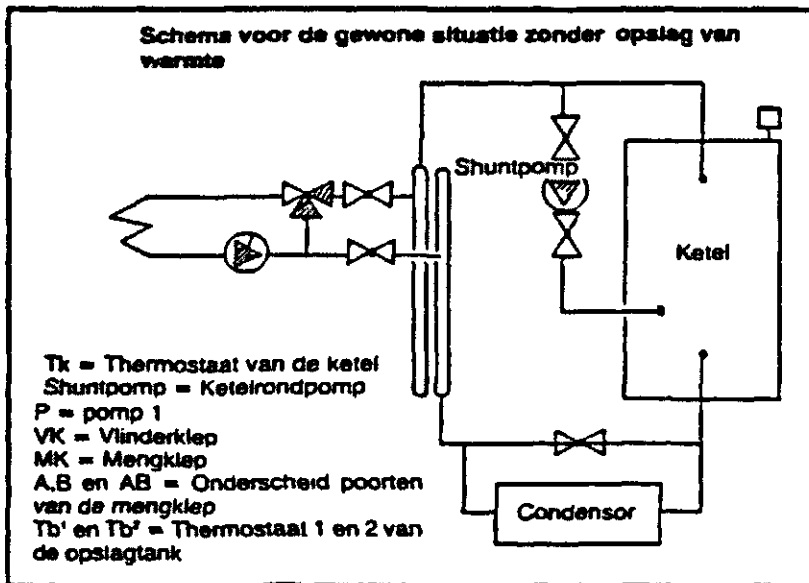 Schema voor de gewone situatie zonder opslag van
warmte
Shuntpomp
Ketel
Tk = Thermostaat van de ketel
Shuntpomp = Ketelrondpomp
P = pomp 1
VK = Vlinderklep
MK = Mengklep
A,B en AB = Onderscheid poorten
van de mengklep
Tb¹ en Tb² = Thermostaat 1 en 2 van
de opslagtank
Condensor